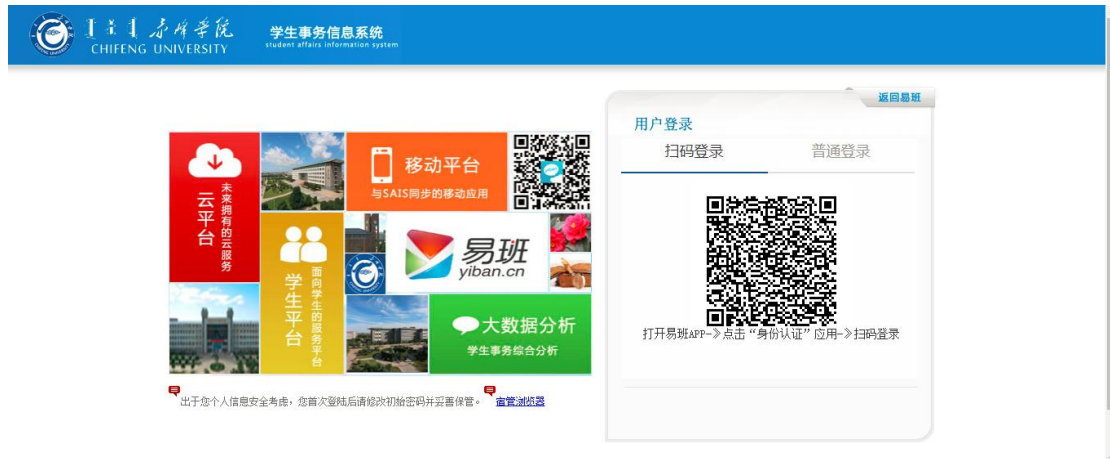 赤峰学院
CHIFENG UNIVERSITY
学生事务信息系统
student affairs information system
返回易班
用户登录
扫码登录
普通登录
云平台
未来拥有的云服务
移动平台
与SAIS同步的移动应用
学生平台
面向学生的服务平台
易班
yiban.cn
大数据分析
学生事务综合分析
打开易班APP-》点击“身份认证”应用-》扫码登录
出于您个人信息安全考虑，您首次登陆后请修改初始密码并妥善保管。
宿管浏览器